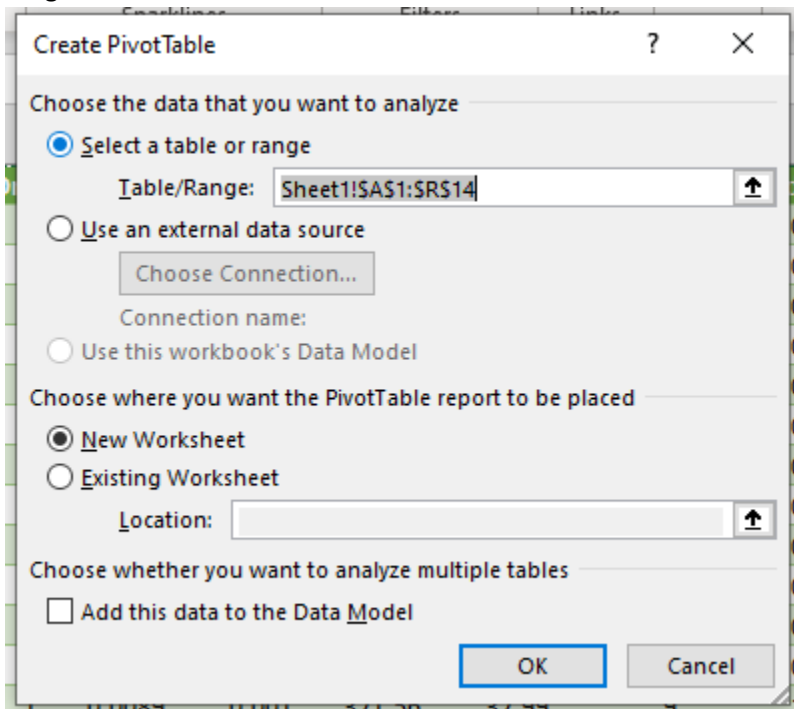 Sparklines Filters Links
Create PivotTable ? ×
Choose the data that you want to analyze
Select a table or range
Table/Range: Sheet1!$A$1:$R$14
Use an external data source
Choose Connection...
Connection name:
Use this workbook's Data Model
Choose where you want the PivotTable report to be placed
New Worksheet
Existing Worksheet
Location:
Choose whether you want to analyze multiple tables
Add this data to the Data Model
OK Cancel